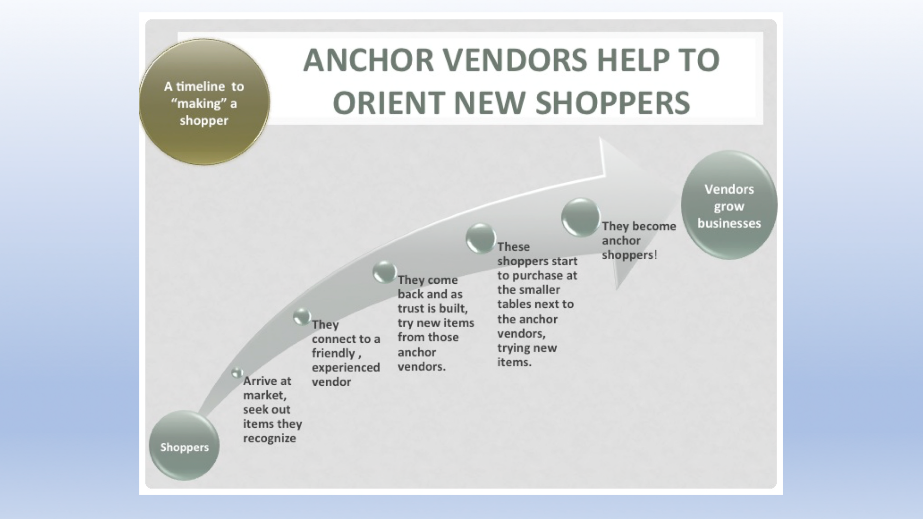 A timeline to
“making” a
shopper
ANCHOR VENDORS HELP TO
ORIENT NEW SHOPPERS
Shoppers
Arrive at
market,
seek out
items they
recognize
They
connect to a
friendly ,
experienced
vendor
They come
back and as
trust is built,
try new items
from those
anchor
vendors.
These
shoppers start
to purchase at
the smaller
tables next to
the anchor
vendors,
trying new
items.
They become
anchor
shoppers!
Vendors
grow
businesses